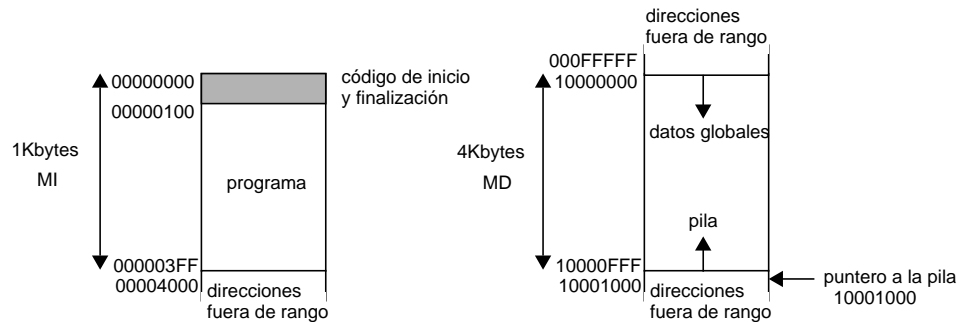 00000000
00000100
código de inicio
y finalización
1Kbytes
MI
programa
000003FF
00004000
direcciones
fuera de rango
direcciones
fuera de rango
000FFFFF
10000000
datos globales
4Kbytes
MD
pila
10000FFF
10001000
direcciones
fuera de rango
puntero a la pila
10001000